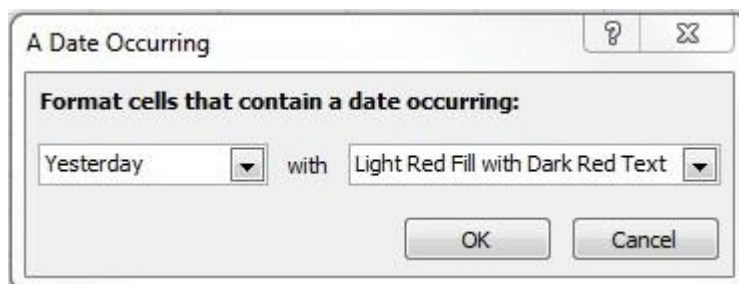 A Date Occurring
Format cells that contain a date occurring:
Yesterday with Light Red Fill with Dark Red Text
OK Cancel